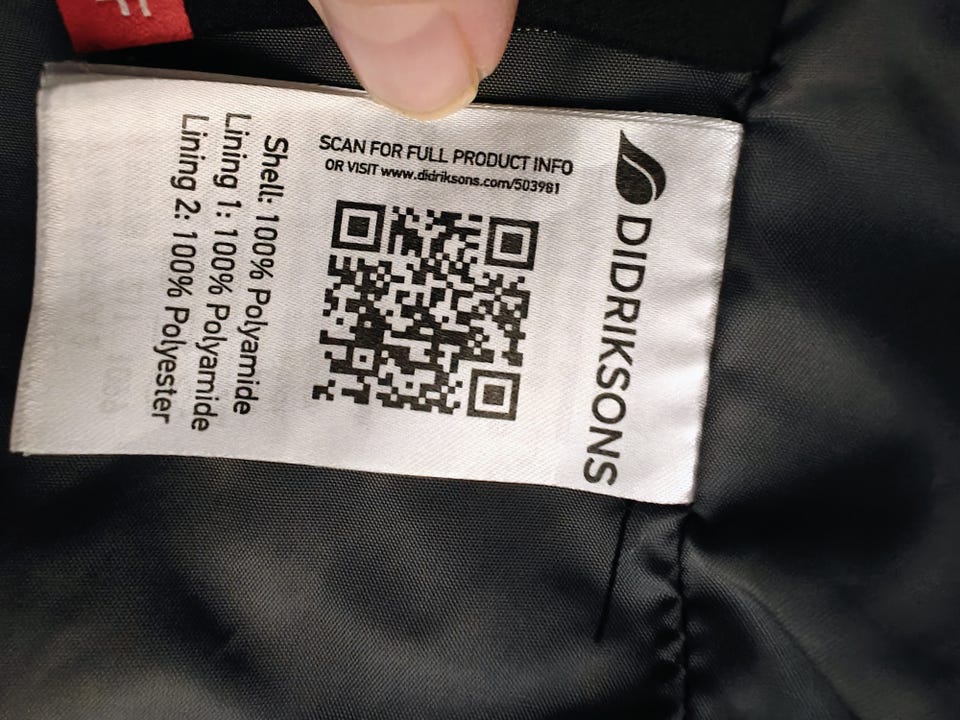 DIDRIKSONS
SCAN FOR FULL PRODUCT INFO
OR VISIT www.didriksons.com/503981
Shell: 100% Polyamide
Lining 1: 100% Polyamide
Lining 2: 100% Polyester